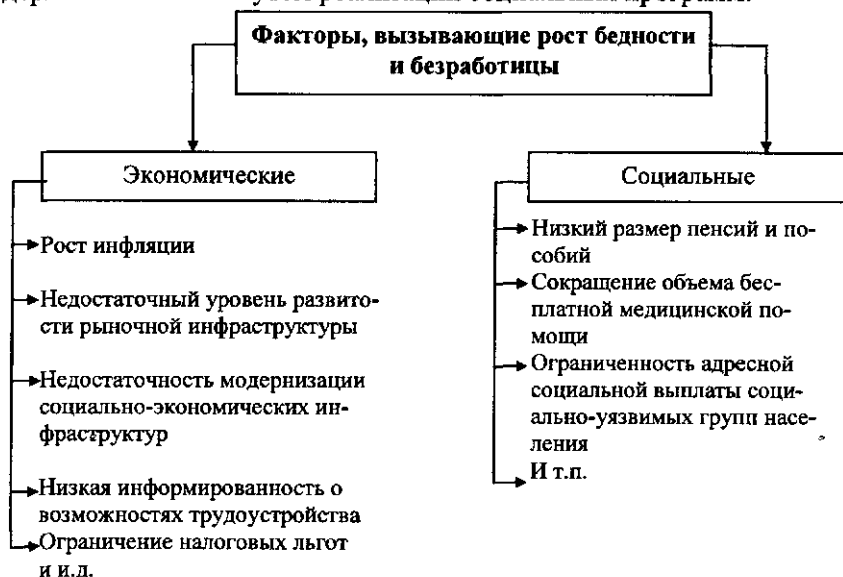 Факторы, вызывающие рост бедности
и безработицы
Экономические
Рост инфляции
Недостаточный уровень развито-
сти рыночной инфраструктуры
Недостаточность модернизации
социально-экономических ин-
фраструктур
Низкая информированность о
возможностях трудоустройства
Ограничение налоговых льгот
и и.д.
Социальные
Низкий размер пенсий и по-
собий
Сокращение объема бес-
платной медицинской по-
мощи
Ограниченность адресной
социальной выплаты соци-
ально-уязвимых групп насе-
ления
И т.п.